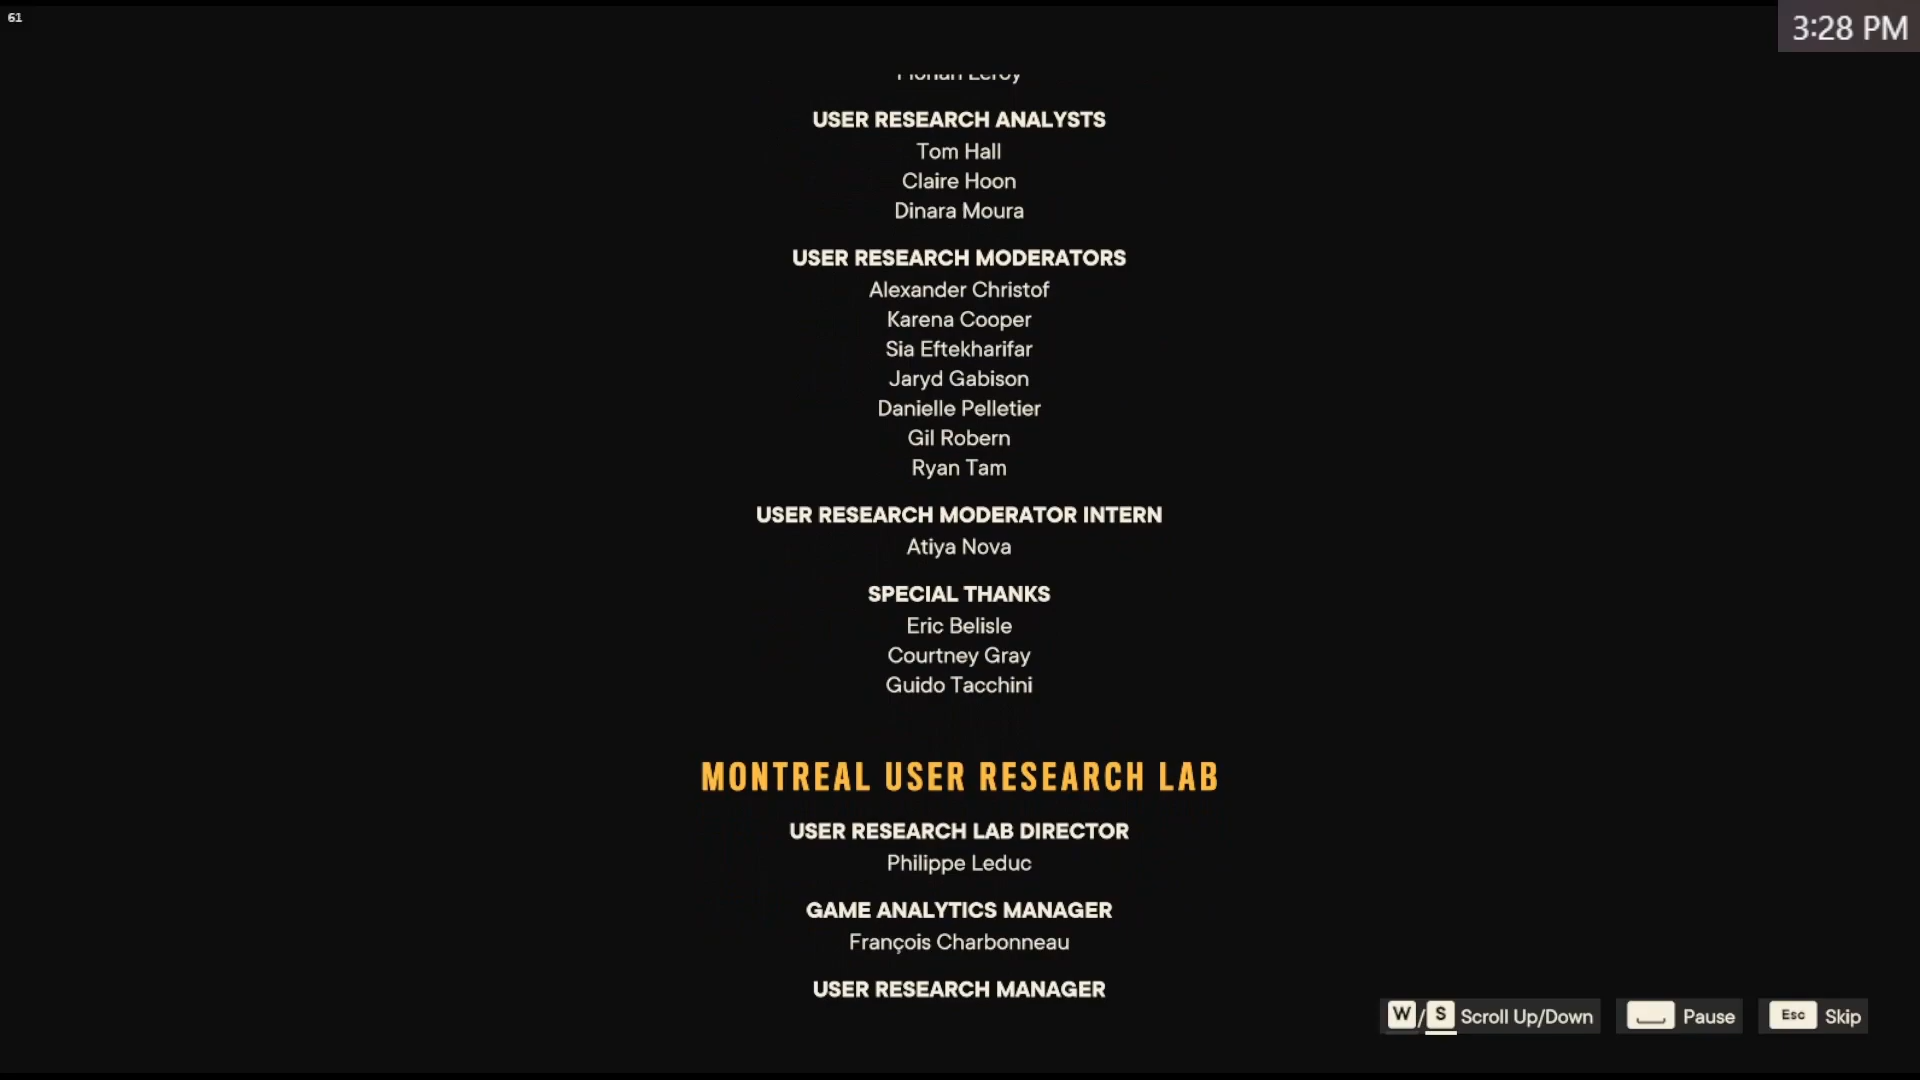 61
3:28 PM
Florian Leroy
USER RESEARCH ANALYSTS
Tom Hall
Claire Hoon
Dinara Moura
USER RESEARCH MODERATORS
Alexander Christof
Karena Cooper
Sia Eftekharifar
Jaryd Gabison
Danielle Pelletier
Gil Robern
Ryan Tam
USER RESEARCH MODERATOR INTERN
Atiya Nova
SPECIAL THANKS
Eric Belisle
Courtney Gray
Guido Tacchini
MONTREAL USER RESEARCH LAB
USER RESEARCH LAB DIRECTOR
Philippe Leduc
GAME ANALYTICS MANAGER
François Charbonneau
USER RESEARCH MANAGER
W/S Scroll Up/Down Pause Esc Skip